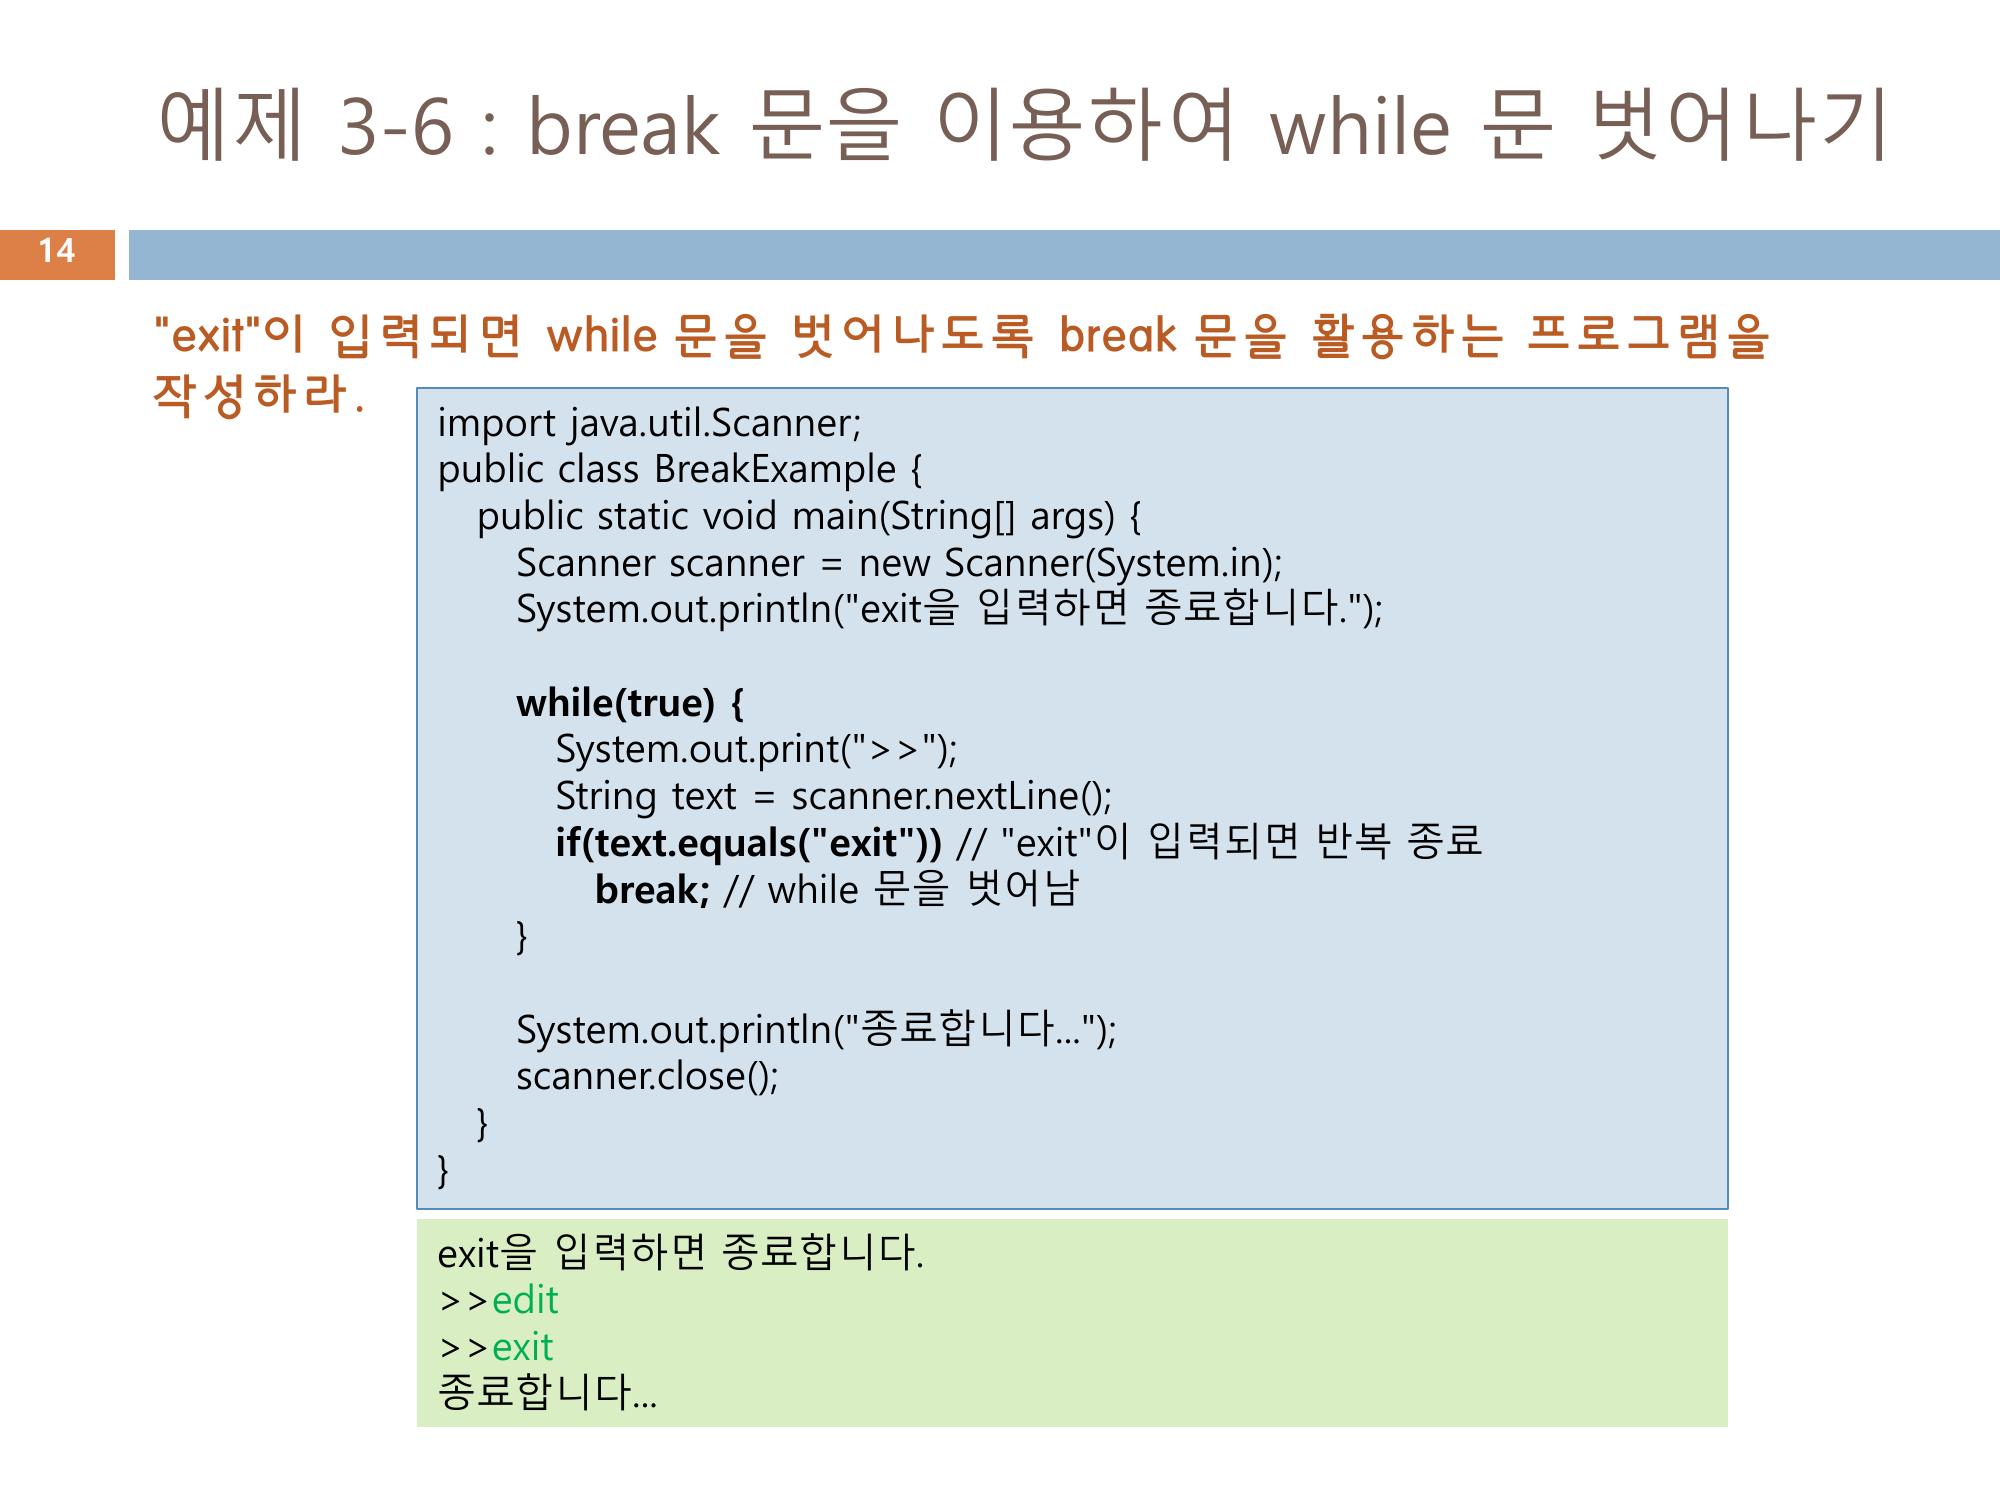 예제 3-6 : break 문을 이용하여 while 문 벗어나기
14
"exit"이 입력되면 while 문을 벗어나도록 break 문을 활용하는 프로그램을
작성하라.
import java.util.Scanner;
public class BreakExample {
    public static void main(String[] args) {
        Scanner scanner = new Scanner(System.in);
        System.out.println("exit을 입력하면 종료합니다.");
        while(true) {
            System.out.print(">>");
            String text = scanner.nextLine();
            if(text.equals("exit")) // "exit"이 입력되면 반복 종료
                break; // while 문을 벗어남
        }
        System.out.println("종료합니다...");
        scanner.close();
    }
}
exit을 입력하면 종료합니다.
>>edit
>>exit
종료합니다...